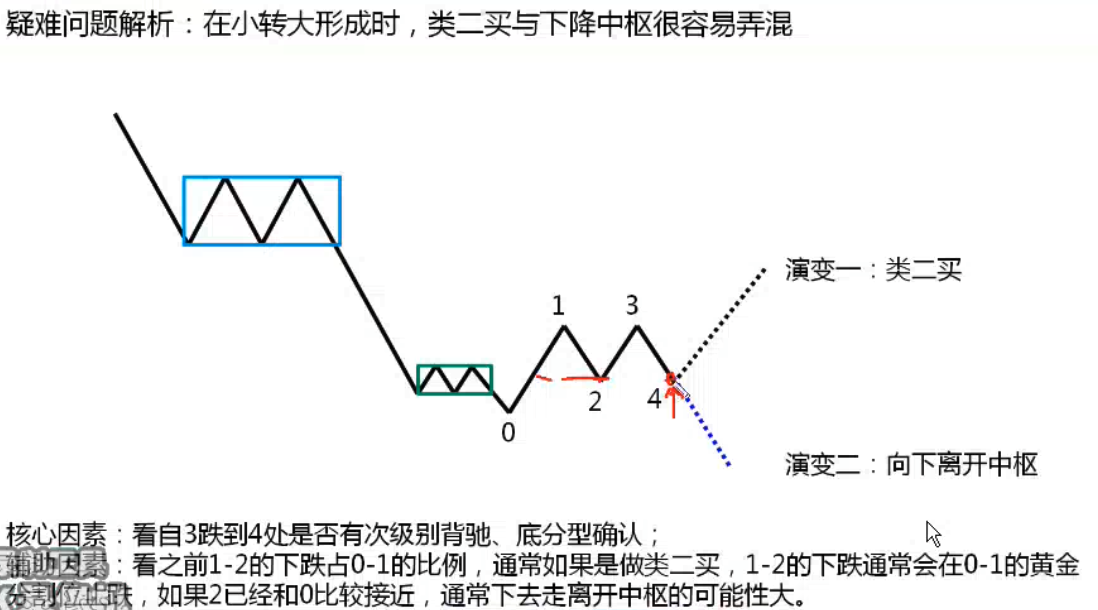 疑难问题解析：在小转大形成时，类二买与下降中枢很容易弄混
1
3
演变一：类二买
2
4
0
演变二：向下离开中枢
核心因素：看自3跌到4处是否有次级别背驰、底分型确认；
辅助因素：看之前1-2的下跌占0-1的比例，通常如果是做类二买，1-2的下跌通常会在0-1的黄金
分割位止跌，如果2已经和0比较接近，通常下去走离开中枢的可能性大。